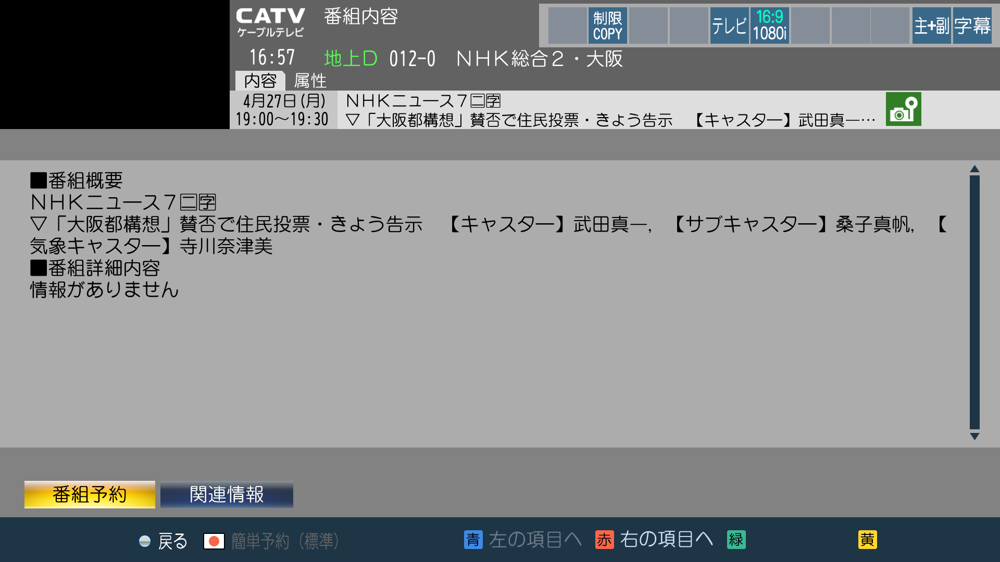 CATV
ケーブルテレビ
番組内容
制限
COPY
テレビ
16:9
1080i
主+副
字幕
16:57
地上D 012-0 NHK総合2・大阪
内容 属性
4月27日(月)
19:00~19:30
NHKニュース7二字
▽「大阪都構想」賛否で住民投票・きょう告示 【キャスター】武田真一…
■番組概要
NHKニュース7二字
▽「大阪都構想」賛否で住民投票・きょう告示 【キャスター】武田真一, 【サブキャスター】桑子真帆, 【
気象キャスター】寺川奈津美
■番組詳細内容
情報がありません
番組予約 関連情報
戻る 簡単予約(標準) 青 左の項目へ 赤 右の項目へ 緑 黄